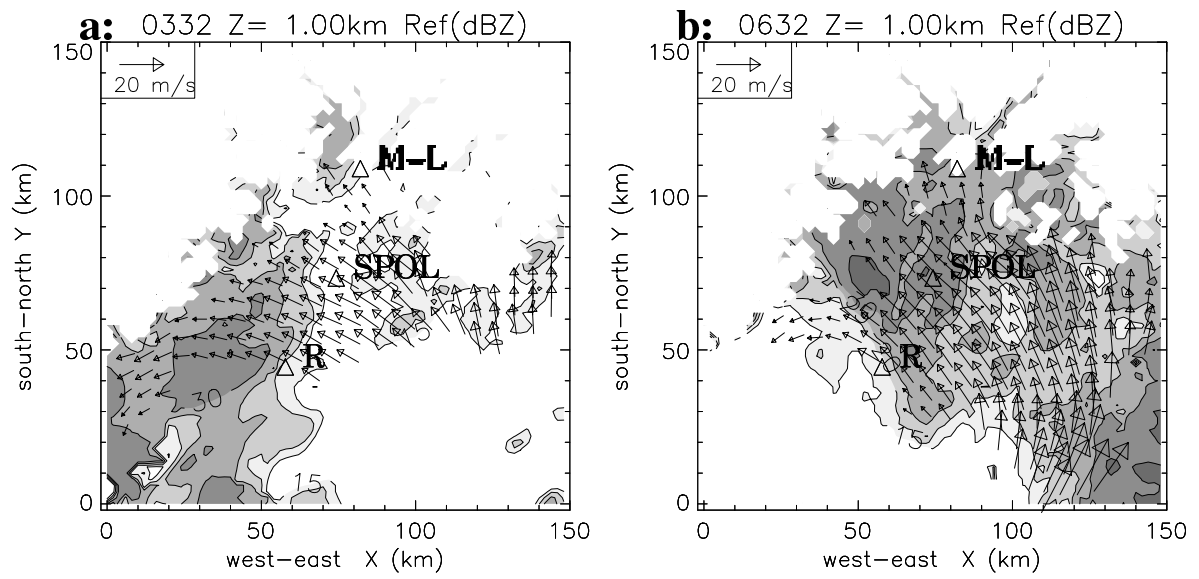 a: 0332 Z= 1.00km Ref(dBZ)
150
20 m/s
M-L
100
SPOL
south-north Y (km)
50
R
30
15
0
0 50 100 150
west-east X (km)
b: 0632 Z= 1.00km Ref(dBZ)
150
20 m/s
M-L
100
SPOL
south-north Y (km)
50
R
0
0 50 100 150
west-east X (km)